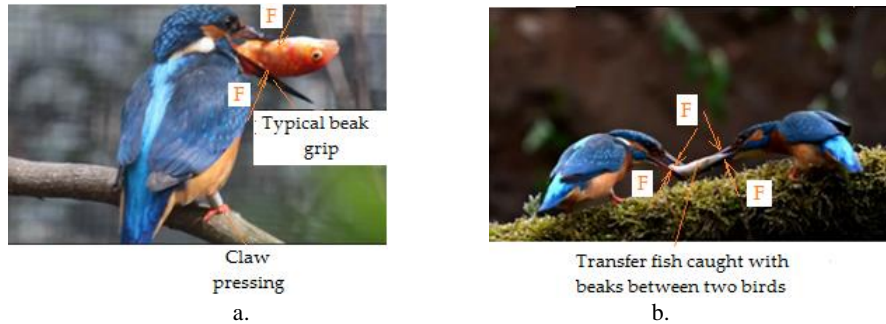 F
F
Typical beak
grip
Claw
pressing
a.
F
F
F
Transfer fish caught with
beaks between two birds
b.